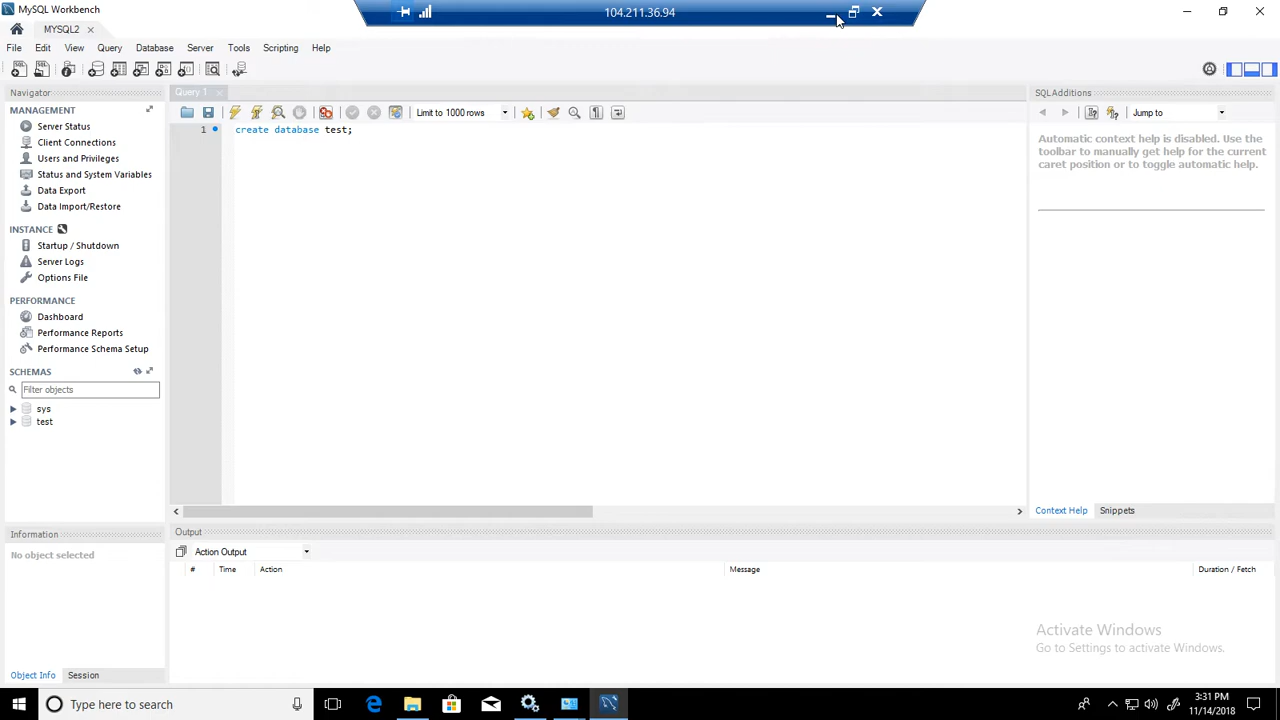 MySQL Workbench
104.211.36.94
MYSQL2
File Edit View Query Database Server Tools Scripting Help
Navigator
MANAGEMENT
Server Status
Client Connections
Users and Privileges
Status and System Variables
Data Export
Data Import/Restore
INSTANCE
Startup / Shutdown
Server Logs
Options File
PERFORMANCE
Dashboard
Performance Reports
Performance Schema Setup
SCHEMAS
Filter objects
sys
test
Information
No object selected
Object Info Session
Query 1
Limit to 1000 rows
1 create database test;
Output
Action Output
# Time Action Message Duration / Fetch
SQLAdditions
Jump to
Automatic context help is disabled. Use the
toolbar to manually get help for the current
caret position or to toggle automatic help.
Context Help Snippets
Activate Windows
Go to Settings to activate Windows.
Type here to search
3:31 PM
11/14/2018